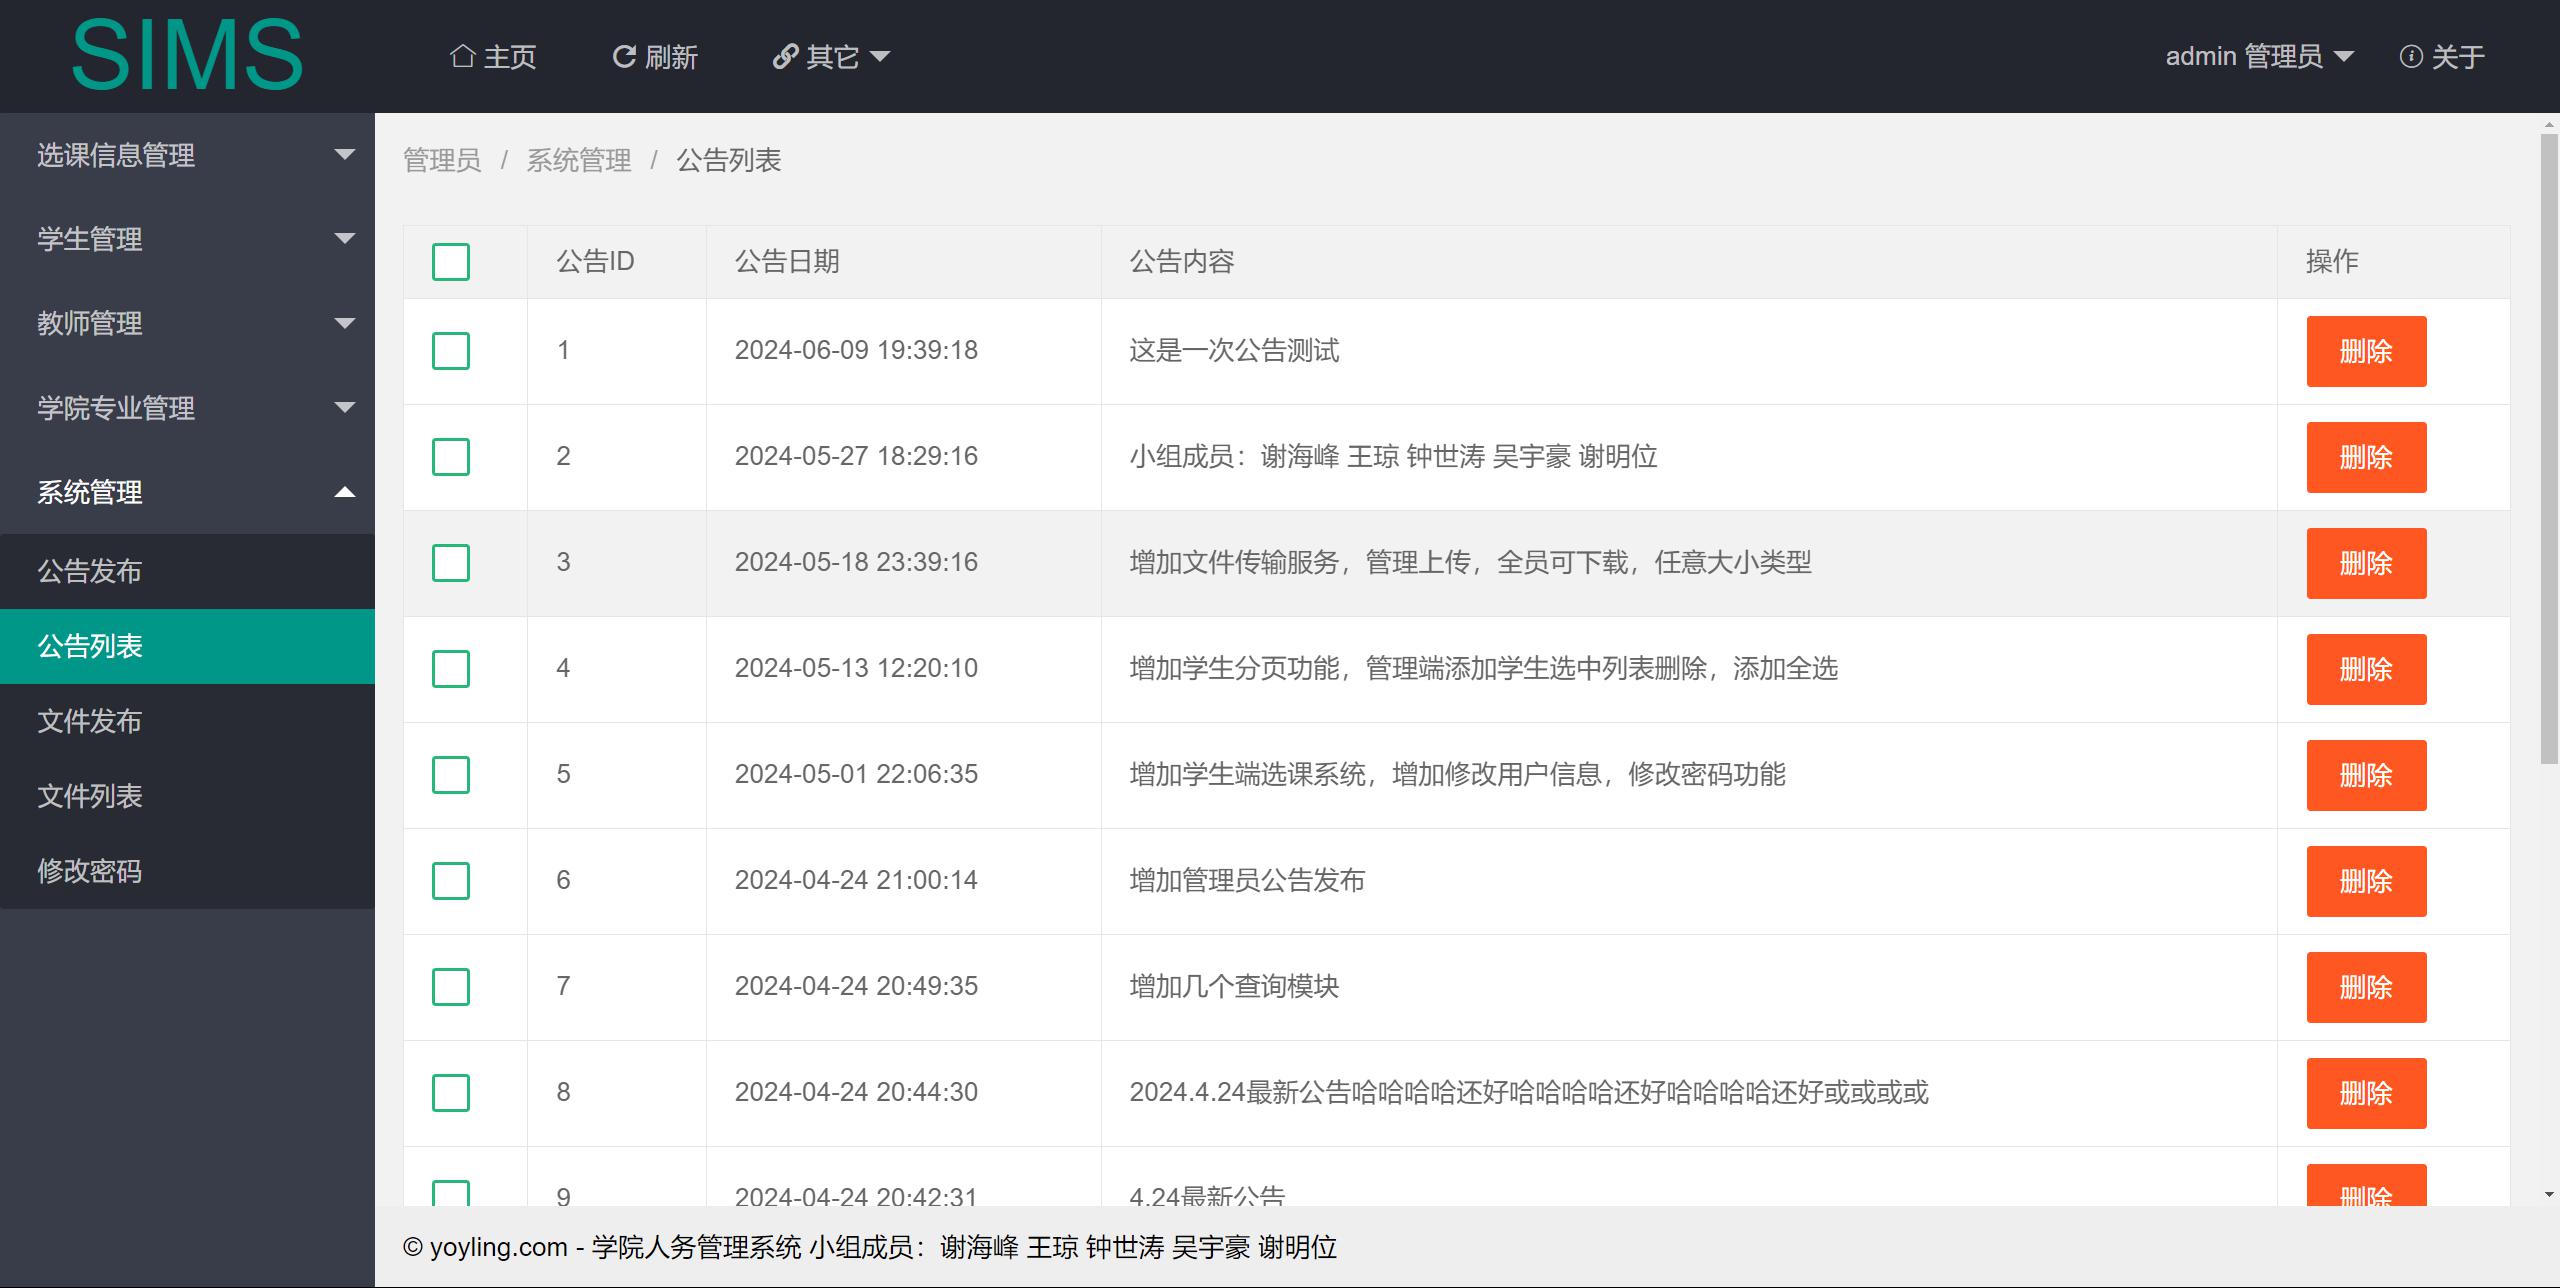 SIMS 主页 刷新 其它 admin 管理员 关于
选课信息管理
学生管理
教师管理
学院专业管理
系统管理
公告发布
公告列表
文件发布
文件列表
修改密码
管理员 / 系统管理 / 公告列表
公告ID 公告日期 公告内容 操作
1 2024-06-09 19:39:18 这是一次公告测试 删除
2 2024-05-27 18:29:16 小组成员：谢海峰 王琼 钟世涛 吴宇豪 谢明位 删除
3 2024-05-18 23:39:16 增加文件传输服务，管理上传，全员可下载，任意大小类型 删除
4 2024-05-13 12:20:10 增加学生分页功能，管理端添加学生选中列表删除，添加全选 删除
5 2024-05-01 22:06:35 增加学生端选课系统，增加修改用户信息，修改密码功能 删除
6 2024-04-24 21:00:14 增加管理员公告发布 删除
7 2024-04-24 20:49:35 增加几个查询模块 删除
8 2024-04-24 20:44:30 2024.4.24最新公告哈哈哈哈还好哈哈哈哈还好哈哈哈哈还好或或或或 删除
9 2024-04-24 20:42:31 4.24最新公告 删除
© yoyling.com - 学院人务管理系统 小组成员：谢海峰 王琼 钟世涛 吴宇豪 谢明位